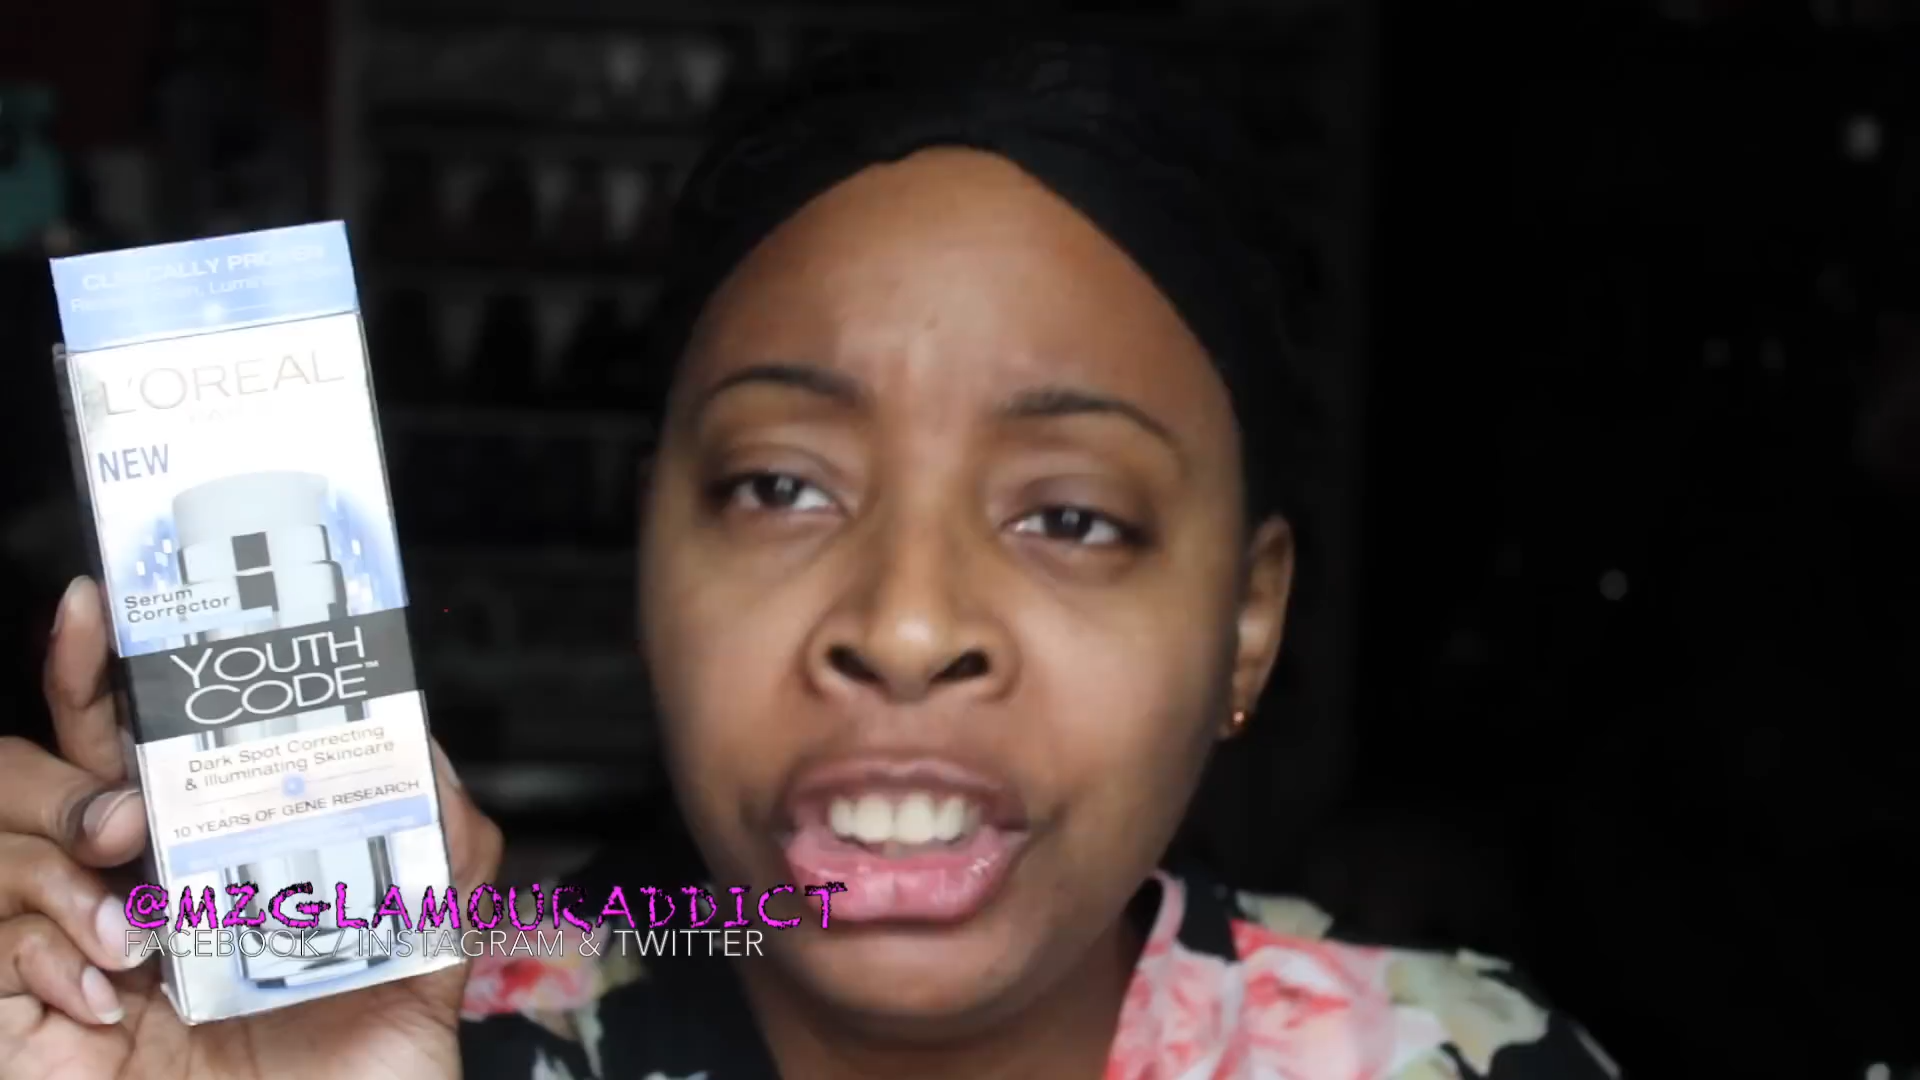 CLINICALLY PROVEN
L'OREAL
NEW
Serum
Corrector
YOUTH
CODE™
Dark Spot Correcting
& Illuminating Skincare
10 YEARS OF GENE RESEARCH
@MZGLAMOURADDICT
FACEBOOK / INSTAGRAM & TWITTER